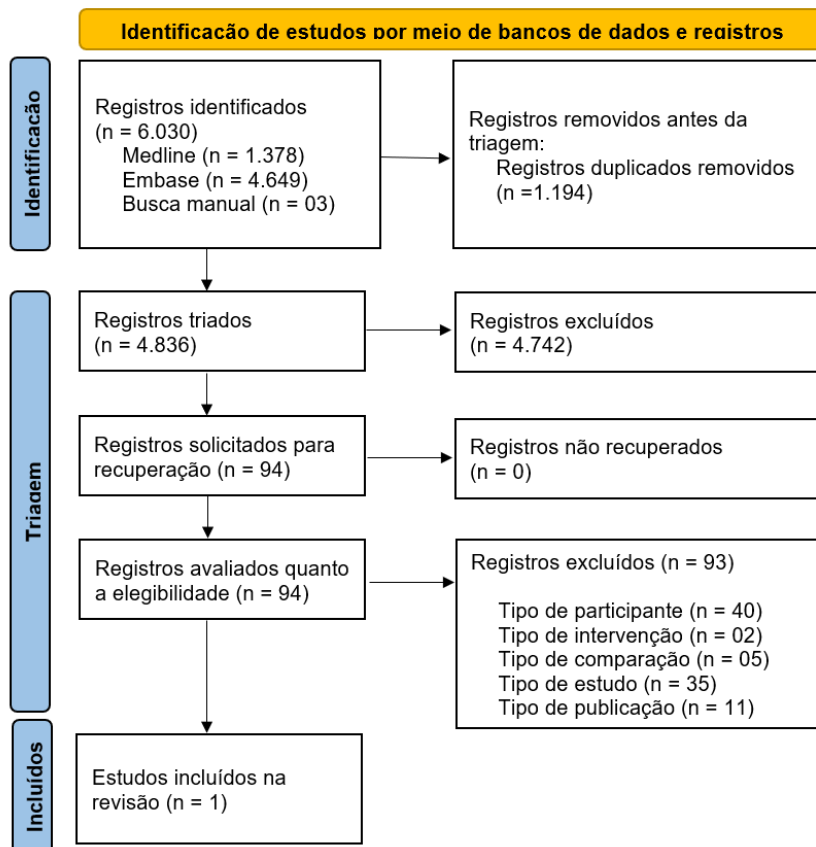 Identificação de estudos por meio de bancos de dados e registros
Identificação
Registros identificados
(n = 6.030)
Medline (n = 1.378)
Embase (n = 4.649)
Busca manual (n = 03)
Registros removidos antes da
triagem:
Registros duplicados removidos
(n =1.194)
Triagem
Registros triados
(n = 4.836)
Registros excluídos
(n = 4.742)
Registros solicitados para
recuperação (n = 94)
Registros não recuperados
(n = 0)
Registros avaliados quanto
a elegibilidade (n = 94)
Registros excluídos (n = 93)
Tipo de participante (n = 40)
Tipo de intervenção (n = 02)
Tipo de comparação (n = 05)
Tipo de estudo (n = 35)
Tipo de publicação (n = 11)
Incluídos
Estudos incluídos na
revisão (n = 1)